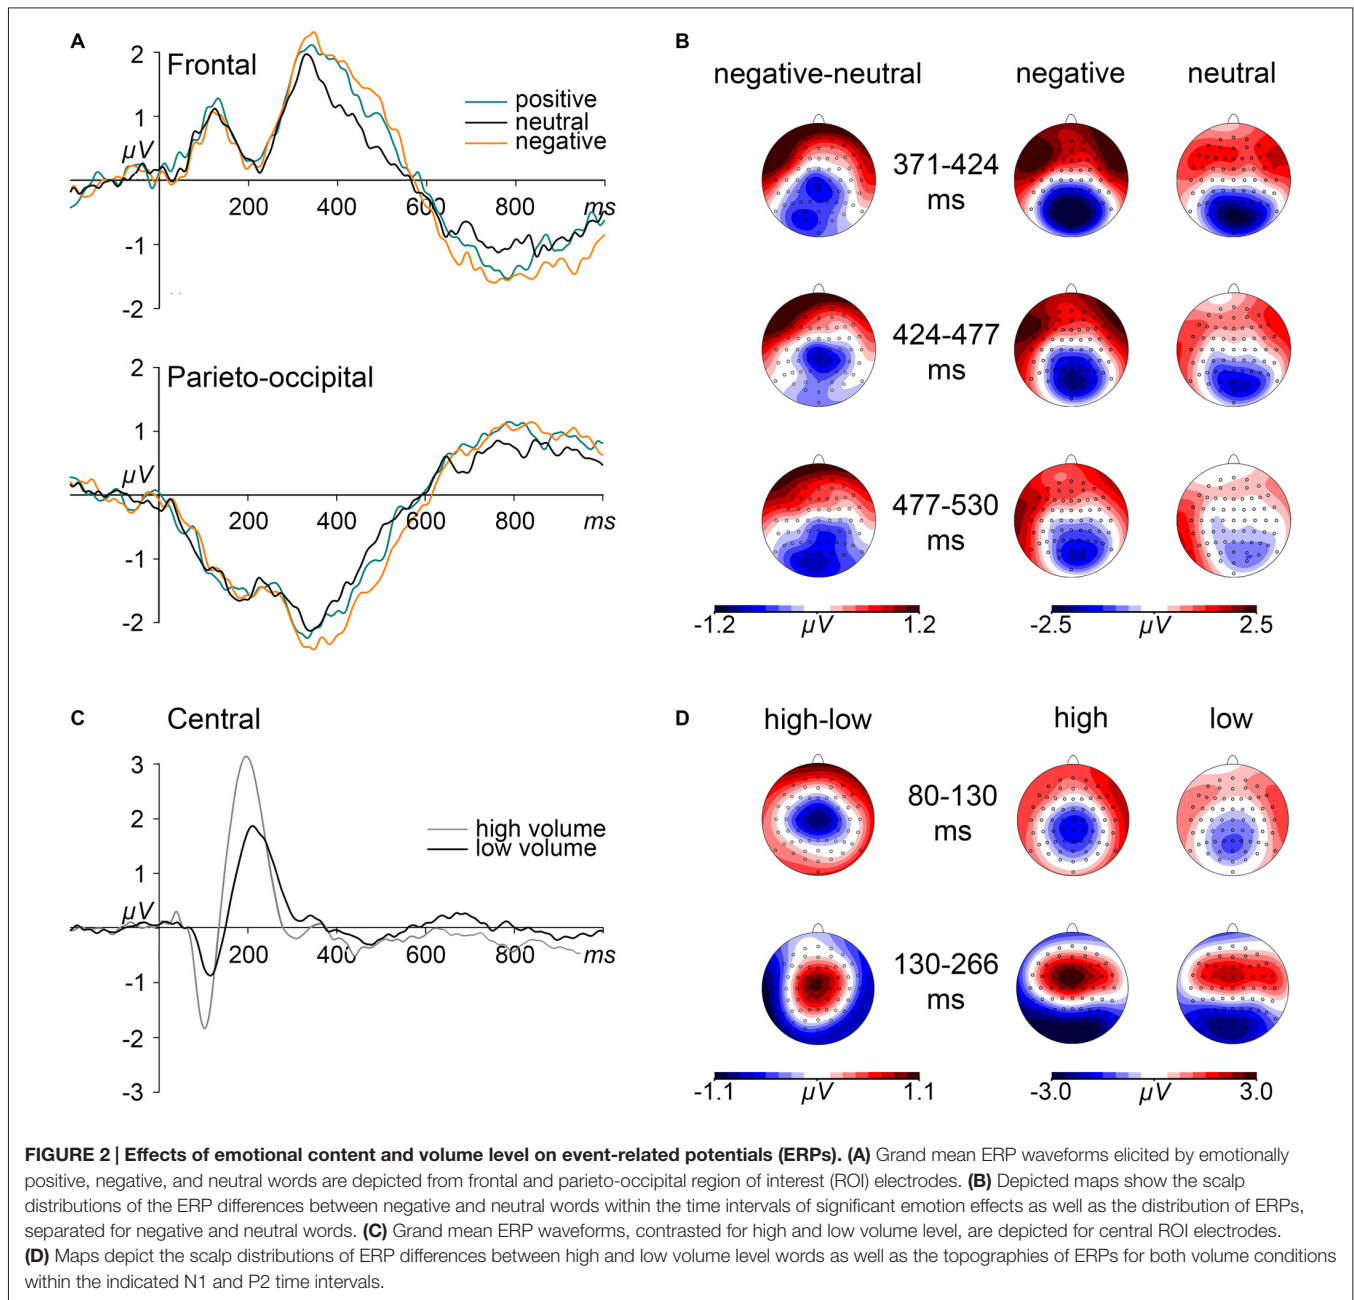 A
Frontal
2
1
µV
-1
-2
200
400
600
800
ms
positive
neutral
negative
Parieto-occipital
2
1
µV
-1
-2
200
400
600
800
ms
B
negative-neutral
negative
neutral
371-424
ms
424-477
ms
477-530
ms
-1.2
µV
1.2
-2.5
µV
2.5
C
Central
3
2
1
µV
-1
-2
-3
200
400
600
800
ms
high volume
low volume
D
high-low
high
low
80-130
ms
130-266
ms
-1.1
µV
1.1
-3.0
µV
3.0
FIGURE 2 | Effects of emotional content and volume level on event-related potentials (ERPs). (A) Grand mean ERP waveforms elicited by emotionally
positive, negative, and neutral words are depicted from frontal and parieto-occipital region of interest (ROI) electrodes. (B) Depicted maps show the scalp
distributions of the ERP differences between negative and neutral words within the time intervals of significant emotion effects as well as the distribution of ERPs,
separated for negative and neutral words. (C) Grand mean ERP waveforms, contrasted for high and low volume level, are depicted for central ROI electrodes.
(D) Maps depict the scalp distributions of ERP differences between high and low volume level words as well as the topographies of ERPs for both volume conditions
within the indicated N1 and P2 time intervals.